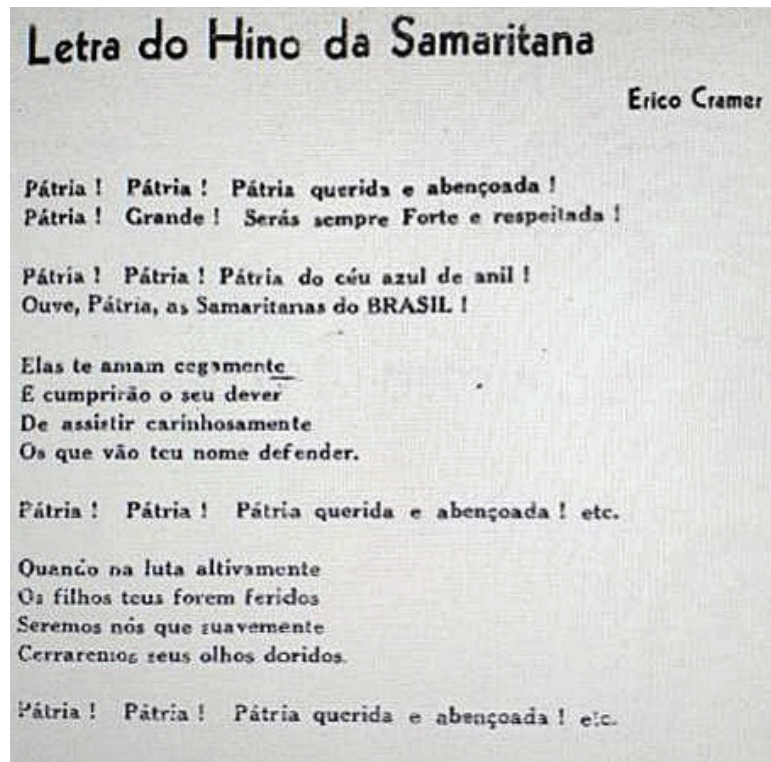 Letra do Hino da Samaritana
Erico Cramer
Pátria ! Pátria ! Pátria querida e abençoada !
Pátria ! Grande ! Serás sempre Forte e respeitada !
Pátria ! Pátria ! Pátria do céu azul de anil !
Ouve, Pátria, as Samaritanas do BRASIL !
Elas te amam cegamente
E cumprirão o seu dever
De assistir carinhosamente
Os que vão teu nome defender.
Pátria ! Pátria ! Pátria querida e abençoada ! etc.
Quando na luta altivamente
Os filhos teus forem feridos
Seremos nós que suavemente
Cerraremos seus olhos doridos.
Pátria ! Pátria ! Pátria querida e abençoada ! etc.